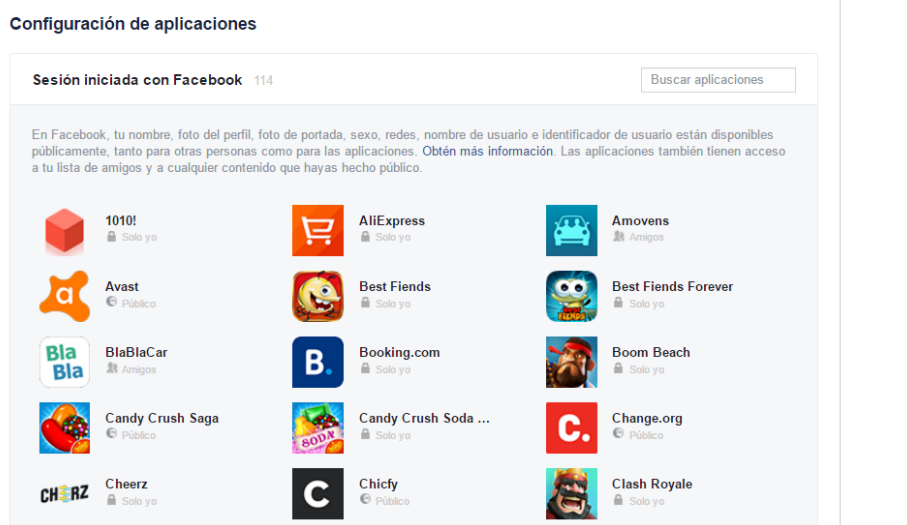 Configuración de aplicaciones
Sesión iniciada con Facebook 114
Buscar aplicaciones
En Facebook, tu nombre, foto del perfil, foto de portada, sexo, redes, nombre de usuario e identificador de usuario están disponibles
públicamente, tanto para otras personas como para las aplicaciones. Obtén más información. Las aplicaciones también tienen acceso
a tu lista de amigos y a cualquier contenido que hayas hecho público.
1010!
Solo yo
AliExpress
Solo yo
Amovens
Amigos
a
Avast
Público
Best Fiends
Solo yo
BEST
FIENDS
Best Fiends Forever
Solo yo
Bla
Bla
BlaBlaCar
Amigos
B.
Booking.com
Solo yo
Boom Beach
Solo yo
Candy Crush Saga
Público
SODA
Candy Crush Soda ...
Solo yo
C.
Change.org
Público
CHEERZ
Cheerz
Solo yo
C
Chicfy
Público
Clash Royale
Solo yo